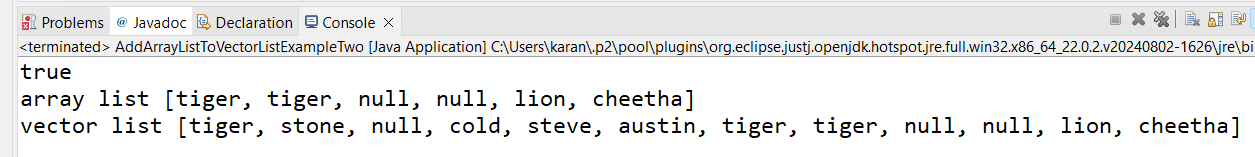 Problems @ Javadoc Declaration Console ×
<terminated> AddArrayListToVectorListExampleTwo [Java Application] C:\Users\karan\.p2\pool\plugins\org.eclipse.justj.openjdk.hotspot.jre.full.win32.x86_64_22.0.2.v20240802-1626\jre\bi
true
array list [tiger, tiger, null, null, lion, cheetha]
vector list [tiger, stone, null, cold, steve, austin, tiger, tiger, null, null, lion, cheetha]